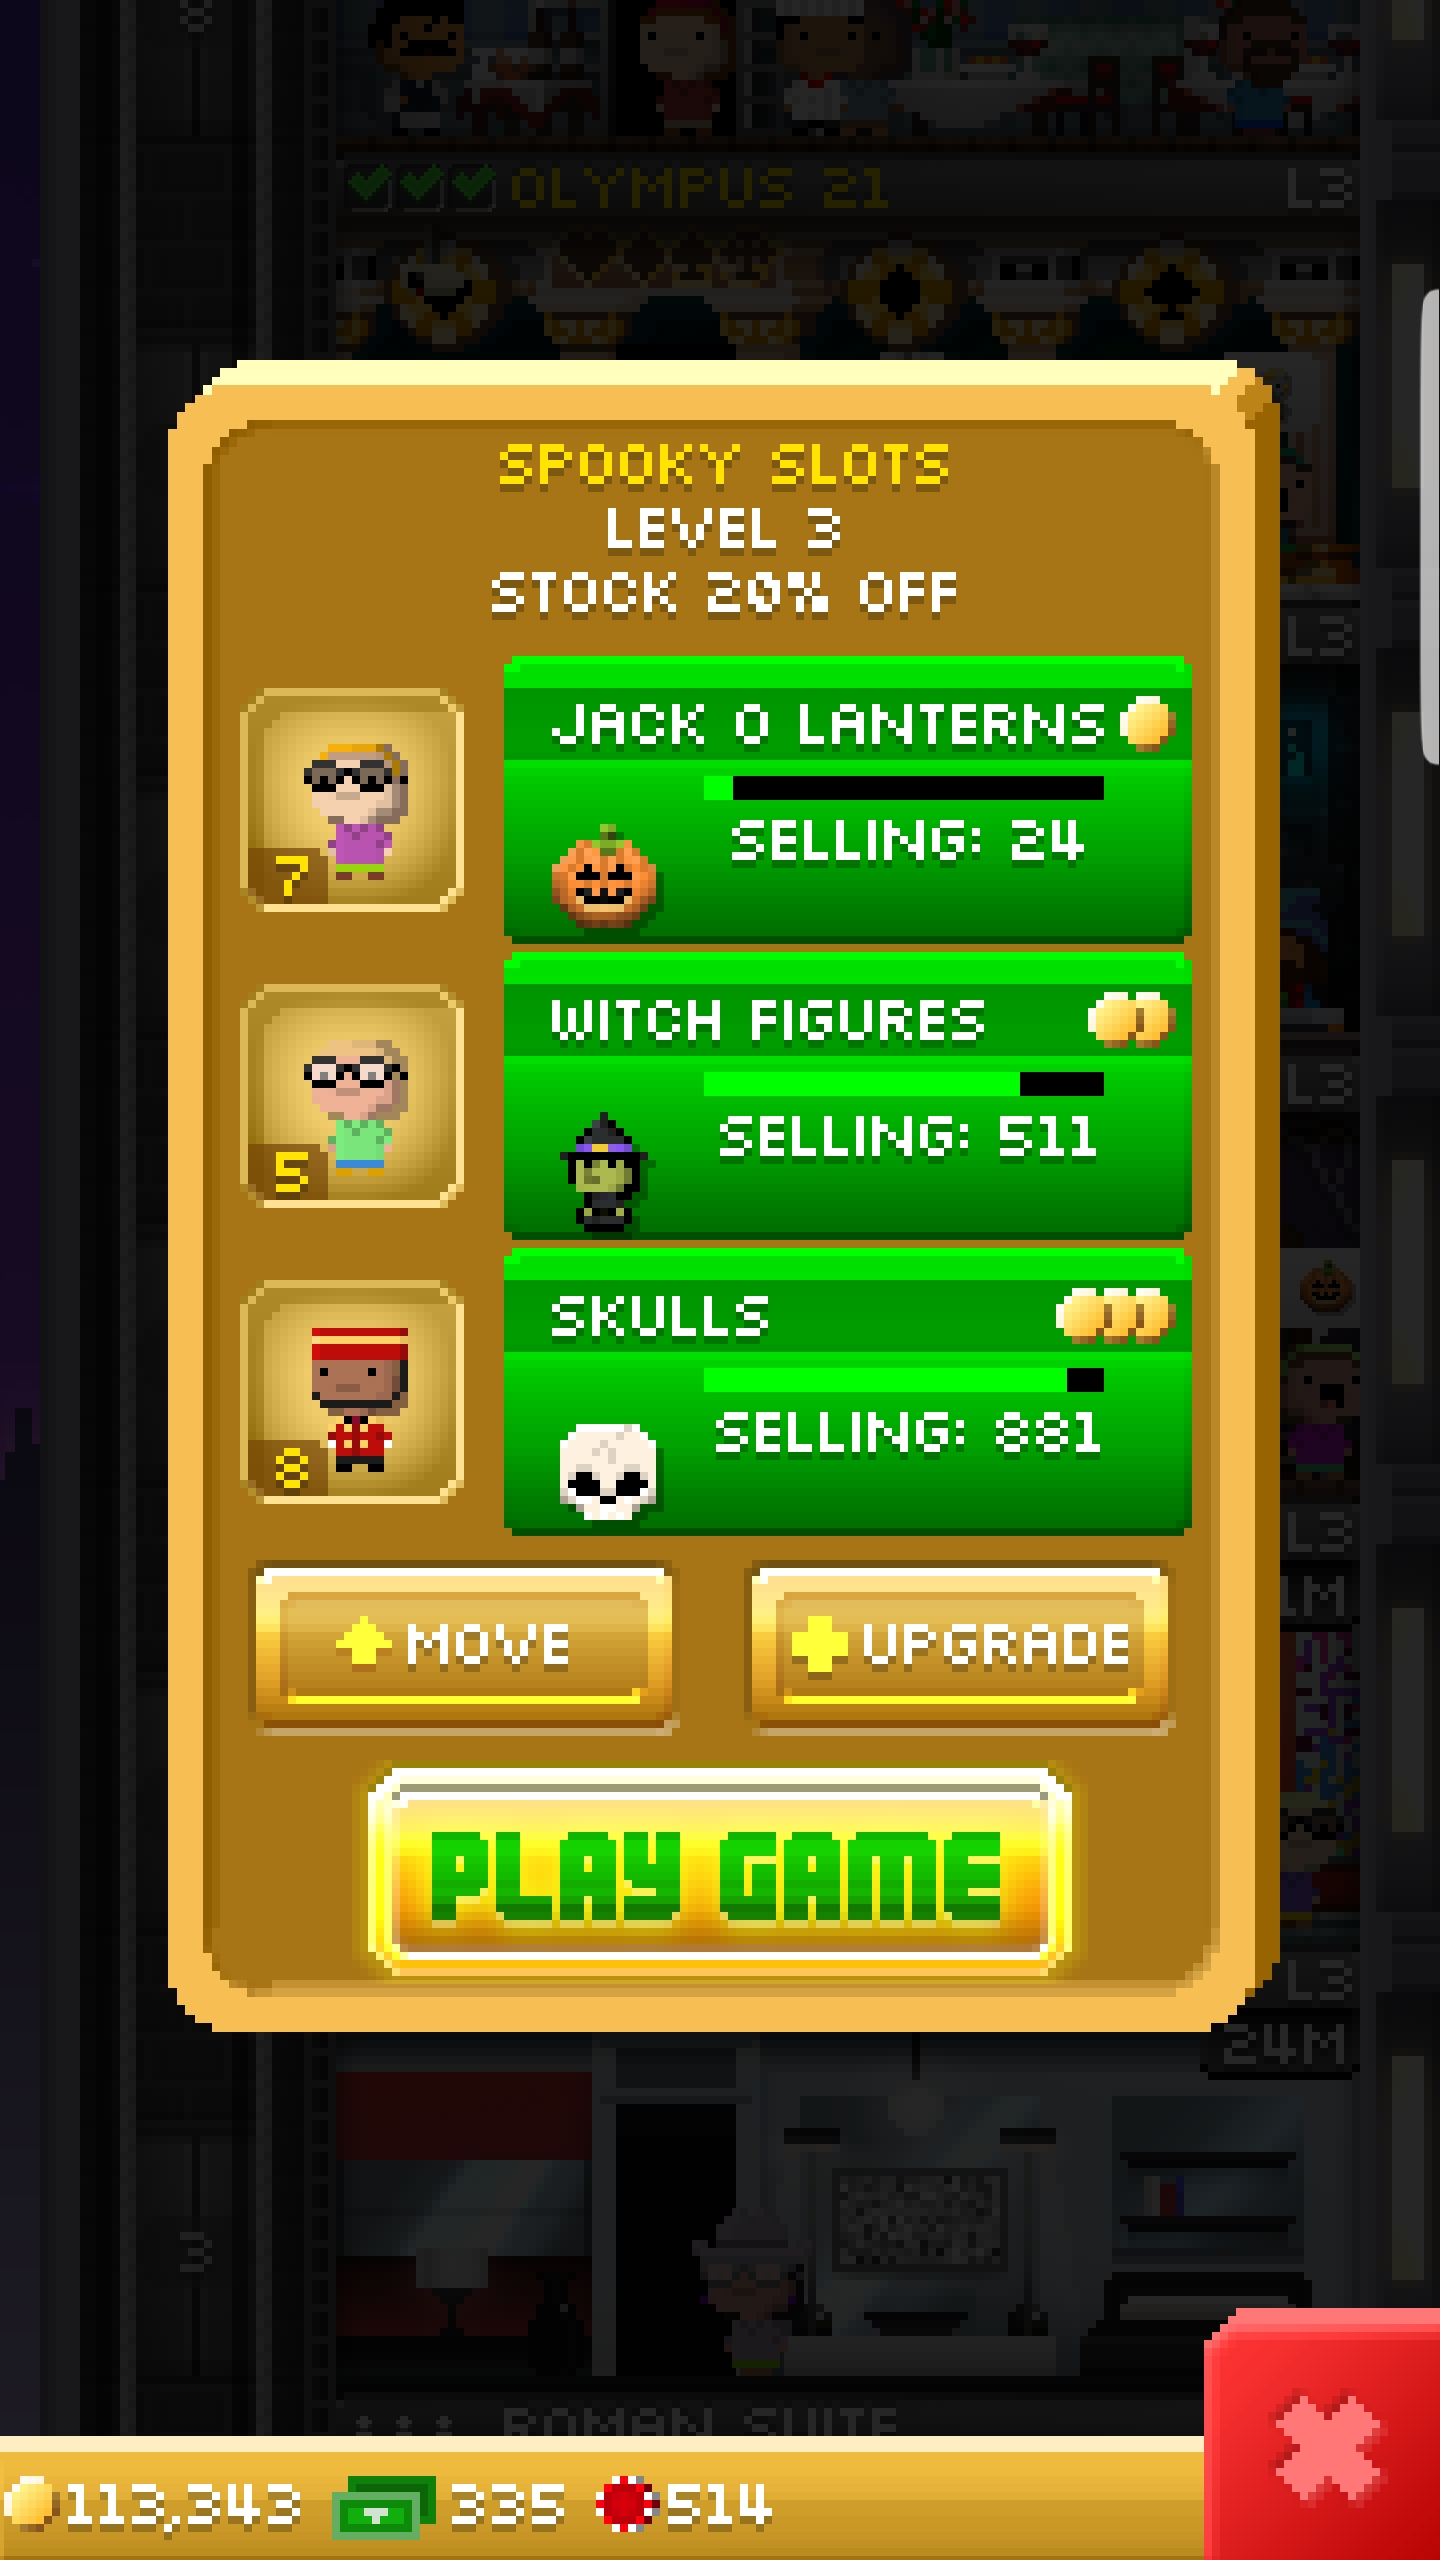 8
OLYMPUS 21 L3
SPOOKY SLOTS
LEVEL 3
STOCK 20% OFF
L3
JACK O LANTERNS
SELLING: 24
7
WITCH FIGURES
L3
SELLING: 511
5
SKULLS
SELLING: 881
8
L3
MOVE
UPGRADE
PLAY GAME
L3
24M
3
ROMAN SUITE
113,343 335 514